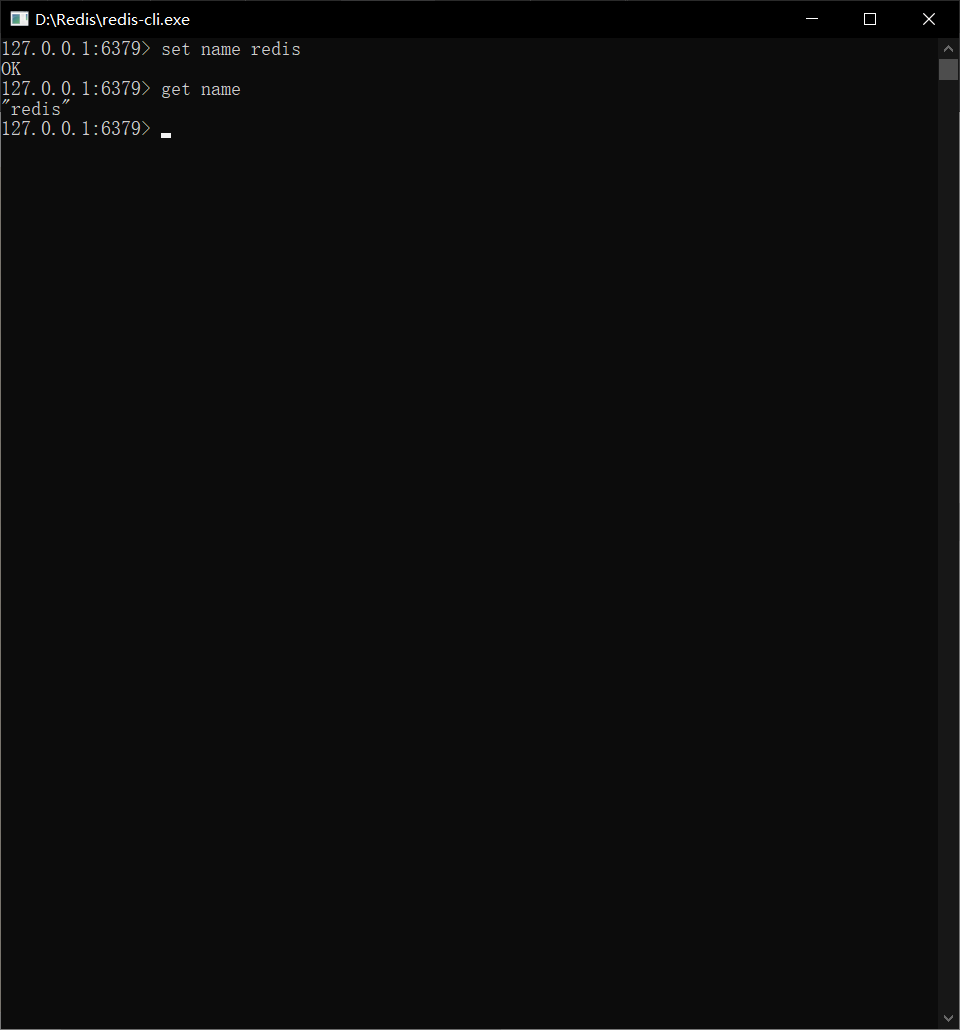 D:\Redis\redis-cli.exe
127.0.0.1:6379> set name redis
OK
127.0.0.1:6379> get name
"redis"
127.0.0.1:6379>